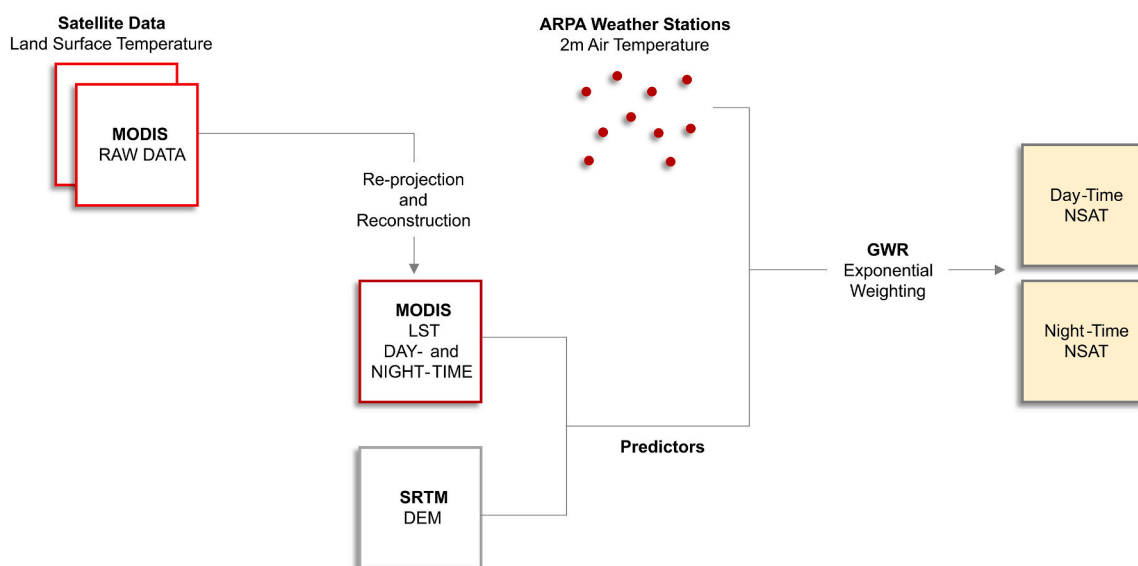 Satellite Data
Land Surface Temperature
MODIS
RAW DATA
Re-projection
and
Reconstruction
MODIS
LST
DAY- and
NIGHT-TIME
SRTM
DEM
Predictors
ARPA Weather Stations
2m Air Temperature
GWR
Exponential
Weighting
Day-Time
NSAT
Night-Time
NSAT